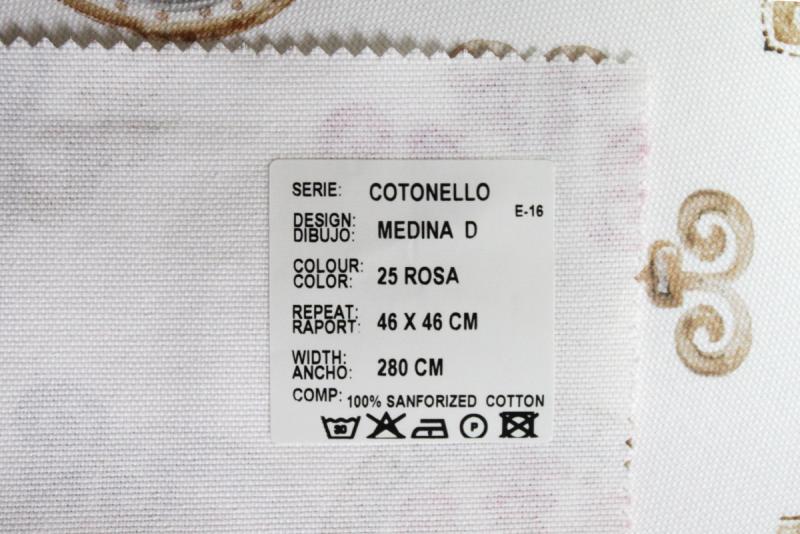 SERIE: COTONELLO
E-16
DESIGN: MEDINA D
DIBUJO:
COLOUR: 25 ROSA
COLOR:
REPEAT: 46 X 46 CM
RAPORT:
WIDTH: 280 CM
ANCHO:
COMP: 100% SANFORIZED COTTON
30 P